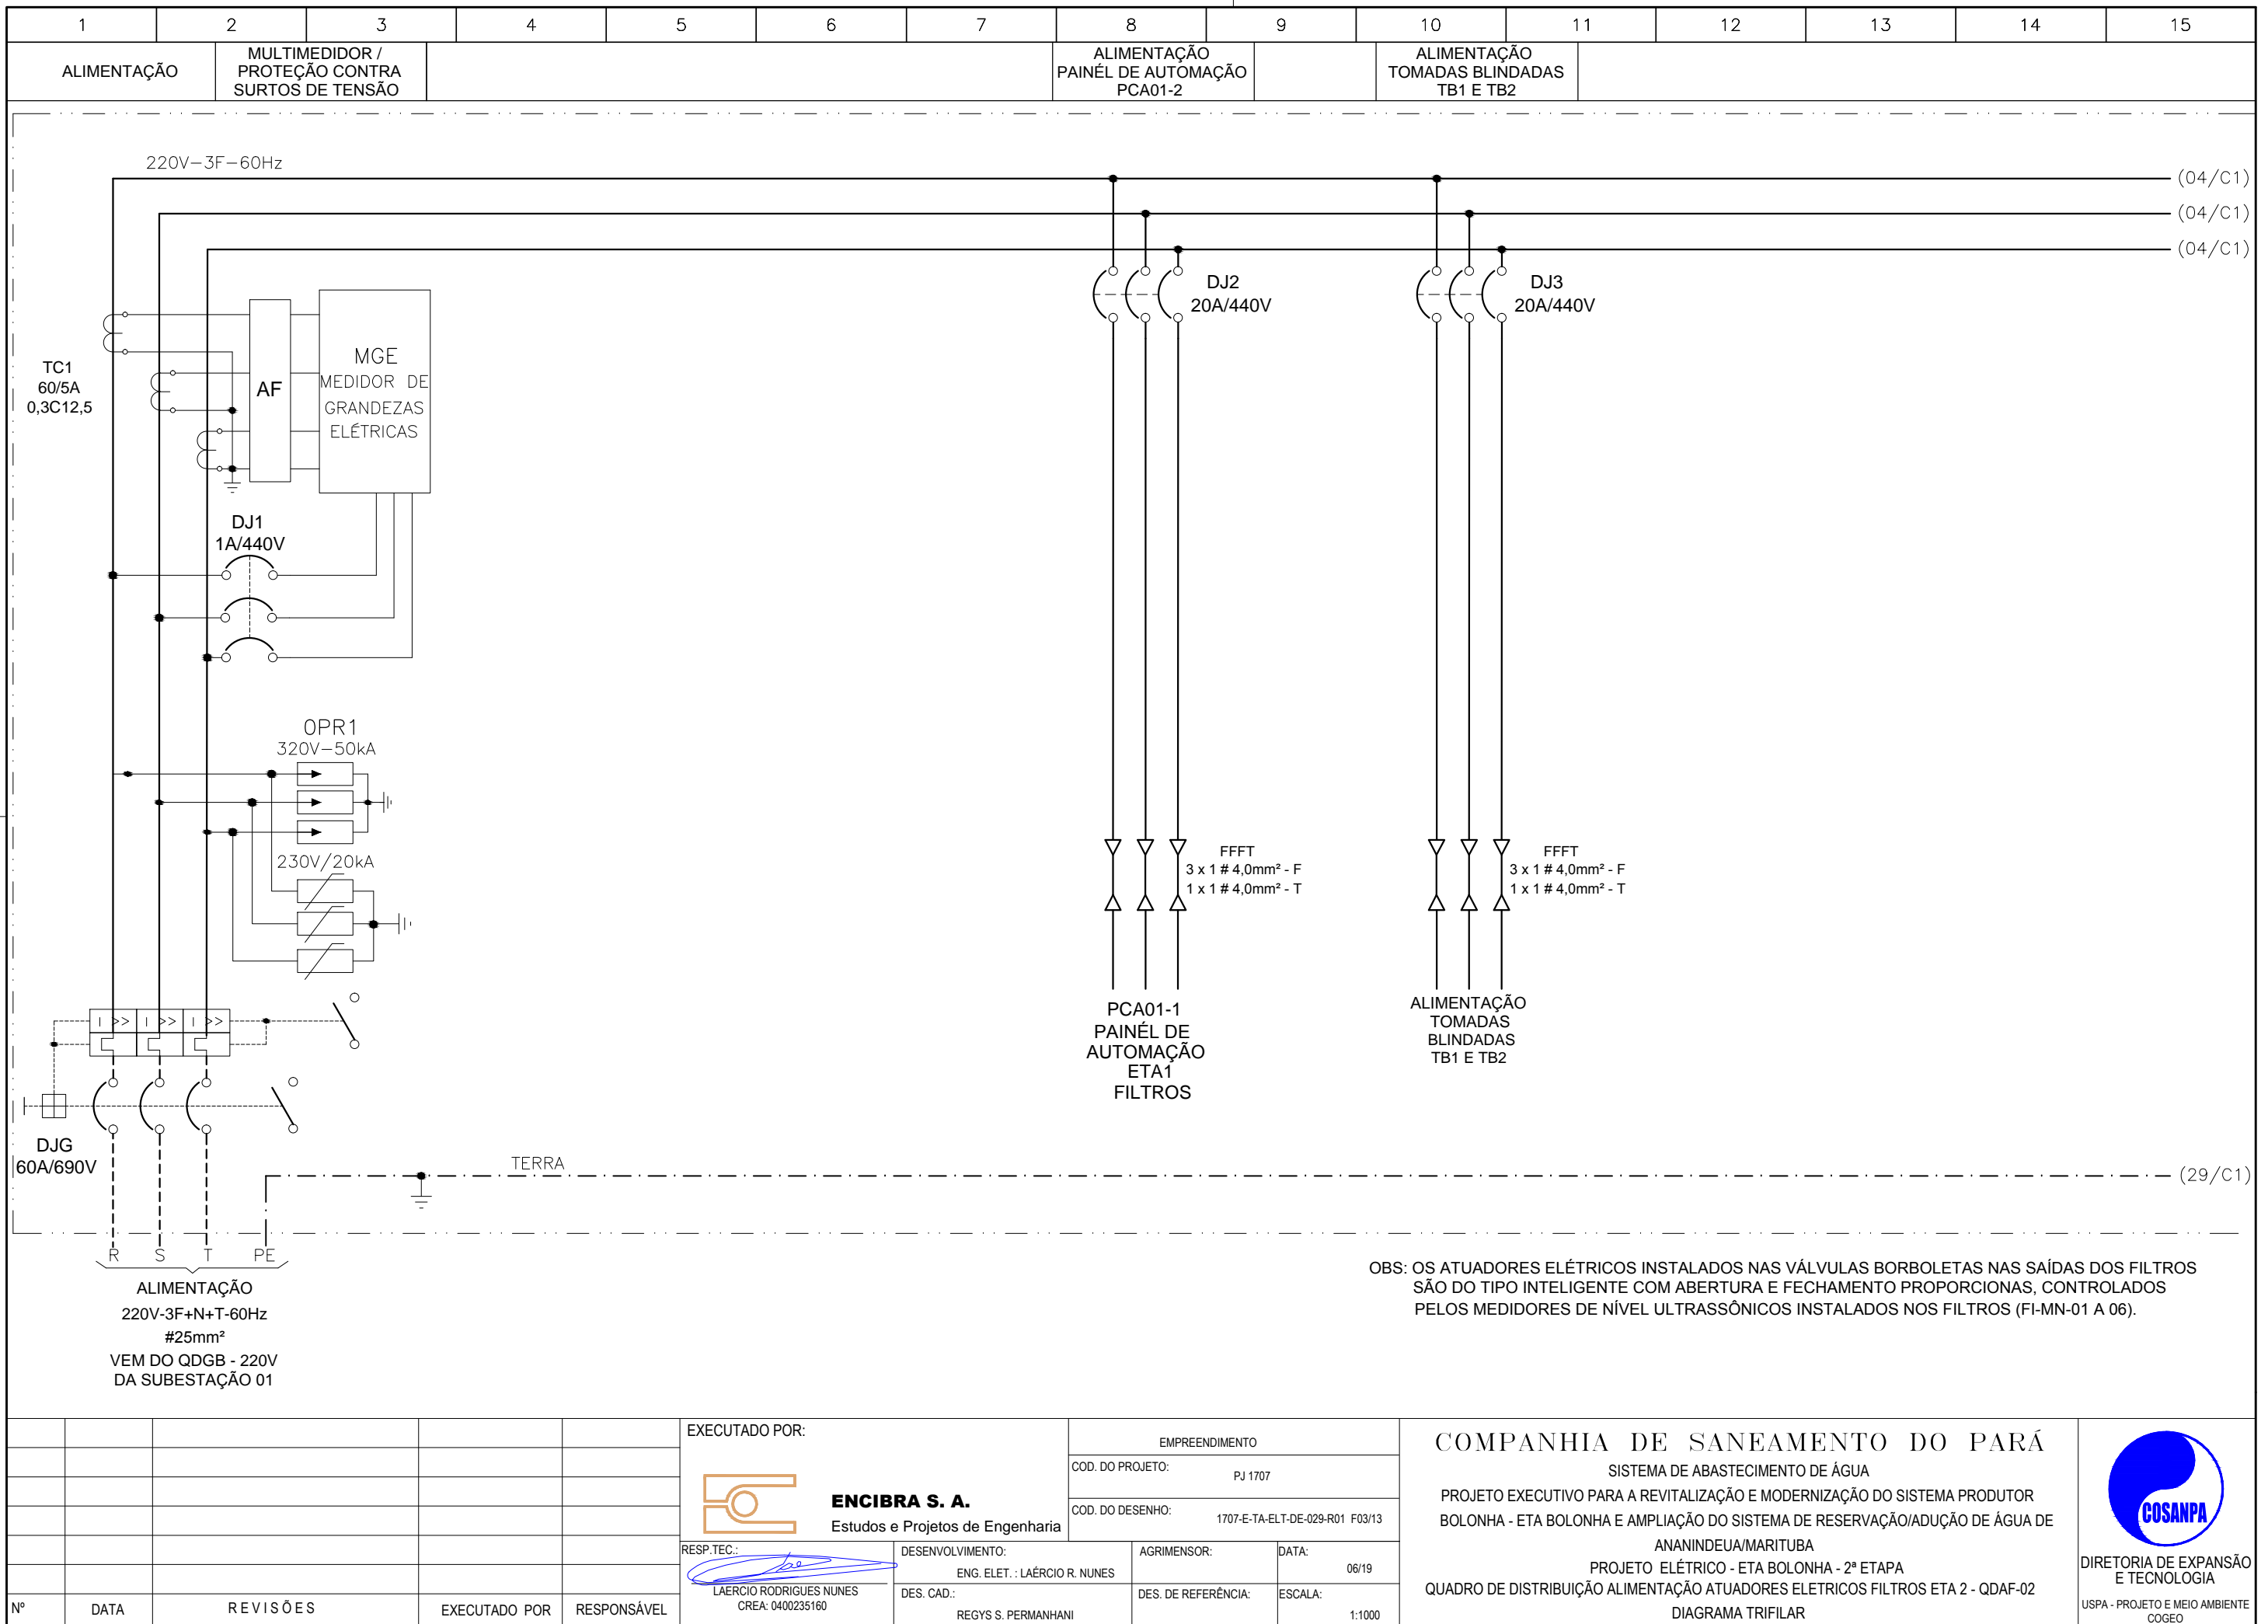 1 2 3 4 5 6 7 8 9 10 11 12 13 14 15
ALIMENTAÇÃO
MULTIMEDIDOR /
PROTEÇÃO CONTRA
SURTOS DE TENSÃO
ALIMENTAÇÃO
PAINÉL DE AUTOMAÇÃO
PCA01-2
ALIMENTAÇÃO
TOMADAS BLINDADAS
TB1 E TB2
220V-3F-60Hz
(04/C1)
(04/C1)
(04/C1)
TC1
60/5A
0,3C12,5
AF
MGE
MEDIDOR DE
GRANDEZAS
ELÉTRICAS
DJ2
20A/440V
DJ3
20A/440V
DJ1
1A/440V
OPR1
320V-50kA
230V/20kA
FFFT
3 x 1 # 4,0mm² - F
1 x 1 # 4,0mm² - T
FFFT
3 x 1 # 4,0mm² - F
1 x 1 # 4,0mm² - T
I >> I >> I >>
PCA01-1
PAINÉL DE
AUTOMAÇÃO
ETA1
FILTROS
ALIMENTAÇÃO
TOMADAS
BLINDADAS
TB1 E TB2
DJG
60A/690V
TERRA
(29/C1)
R S T PE
ALIMENTAÇÃO
220V-3F+N+T-60Hz
#25mm²
VEM DO QDGB - 220V
DA SUBESTAÇÃO 01
OBS: OS ATUADORES ELÉTRICOS INSTALADOS NAS VÁLVULAS BORBOLETAS NAS SAÍDAS DOS FILTROS
SÃO DO TIPO INTELIGENTE COM ABERTURA E FECHAMENTO PROPORCIONAS, CONTROLADOS
PELOS MEDIDORES DE NÍVEL ULTRASSÔNICOS INSTALADOS NOS FILTROS (FI-MN-01 A 06).
Nº DATA REVISÕES EXECUTADO POR RESPONSÁVEL
EXECUTADO POR:
ENCIBRA S. A.
Estudos e Projetos de Engenharia
EMPREENDIMENTO
COD. DO PROJETO: PJ 1707
COD. DO DESENHO: 1707-E-TA-ELT-DE-029-R01 F03/13
RESP.TEC.:
LAERCIO RODRIGUES NUNES
CREA: 0400235160
DESENVOLVIMENTO:
ENG. ELET. : LAÉRCIO R. NUNES
AGRIMENSOR:
DATA:
06/19
DES. CAD.:
REGYS S. PERMANHANI
DES. DE REFERÊNCIA:
ESCALA:
1:1000
COMPANHIA DE SANEAMENTO DO PARÁ
SISTEMA DE ABASTECIMENTO DE ÁGUA
PROJETO EXECUTIVO PARA A REVITALIZAÇÃO E MODERNIZAÇÃO DO SISTEMA PRODUTOR
BOLONHA - ETA BOLONHA E AMPLIAÇÃO DO SISTEMA DE RESERVAÇÃO/ADUÇÃO DE ÁGUA DE
ANANINDEUA/MARITUBA
PROJETO ELÉTRICO - ETA BOLONHA - 2ª ETAPA
QUADRO DE DISTRIBUIÇÃO ALIMENTAÇÃO ATUADORES ELETRICOS FILTROS ETA 2 - QDAF-02
DIAGRAMA TRIFILAR
COSANPA
DIRETORIA DE EXPANSÃO
E TECNOLOGIA
USPA - PROJETO E MEIO AMBIENTE
COGEO